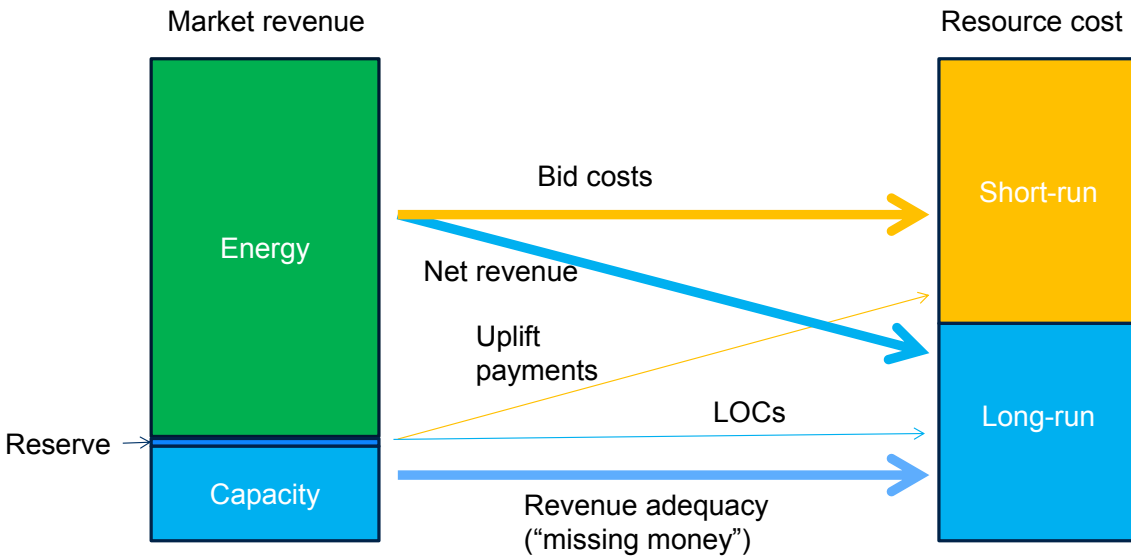 Market revenue
Resource cost
Bid costs
Short-run
Energy
Net revenue
Uplift
payments
LOCs
Long-run
Reserve
Capacity
Revenue adequacy
(“missing money”)